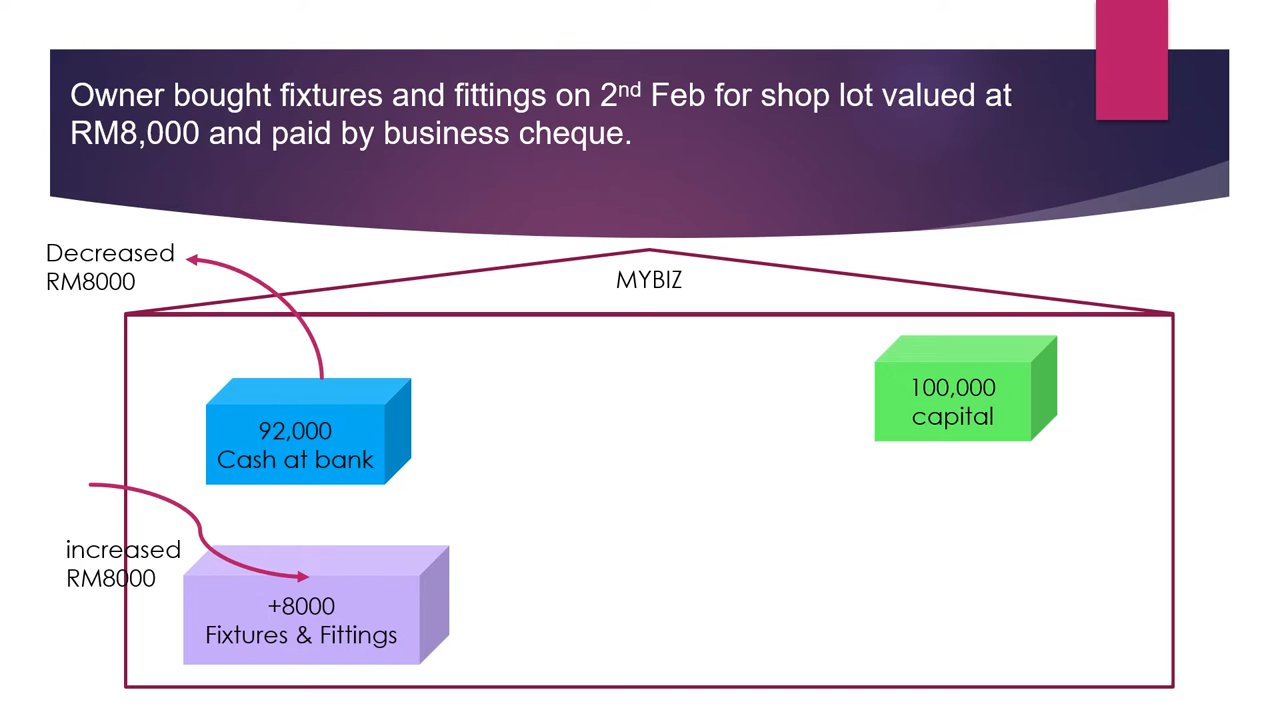 Owner bought fixtures and fittings on 2nd Feb for shop lot valued at
RM8,000 and paid by business cheque.
Decreased
RM8000
MYBIZ
100,000
capital
92,000
Cash at bank
increased
RM8000
+8000
Fixtures & Fittings